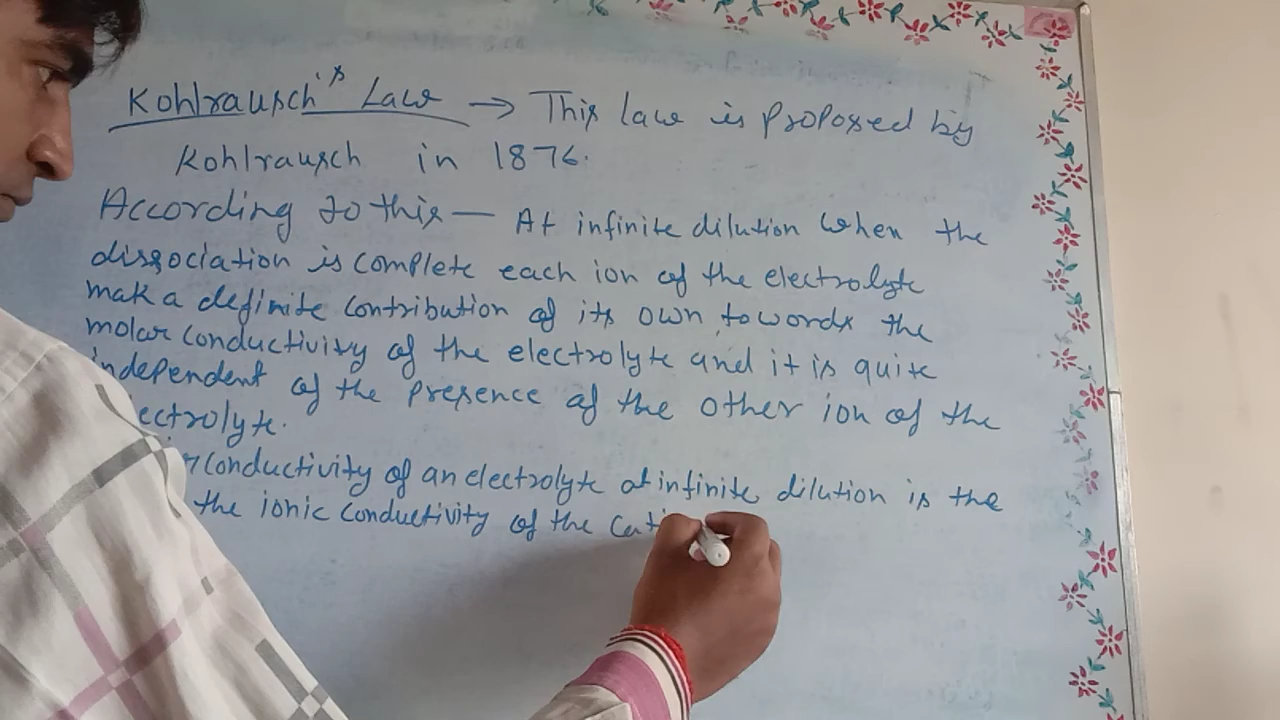 Kohlrausch's Law → This law is proposed by
Kohlrausch in 1876.
According to this — At infinite dilution when the
dissociation is complete each ion of the electrolyte
make a definite contribution of its own towords the
molar conductivity of the electrolyte and it is quite
independent of the presence of the other ion of the
ectrolyte.
conductivity of an electrolyte at infinite dilution is the
the ionic conductivity of the cati